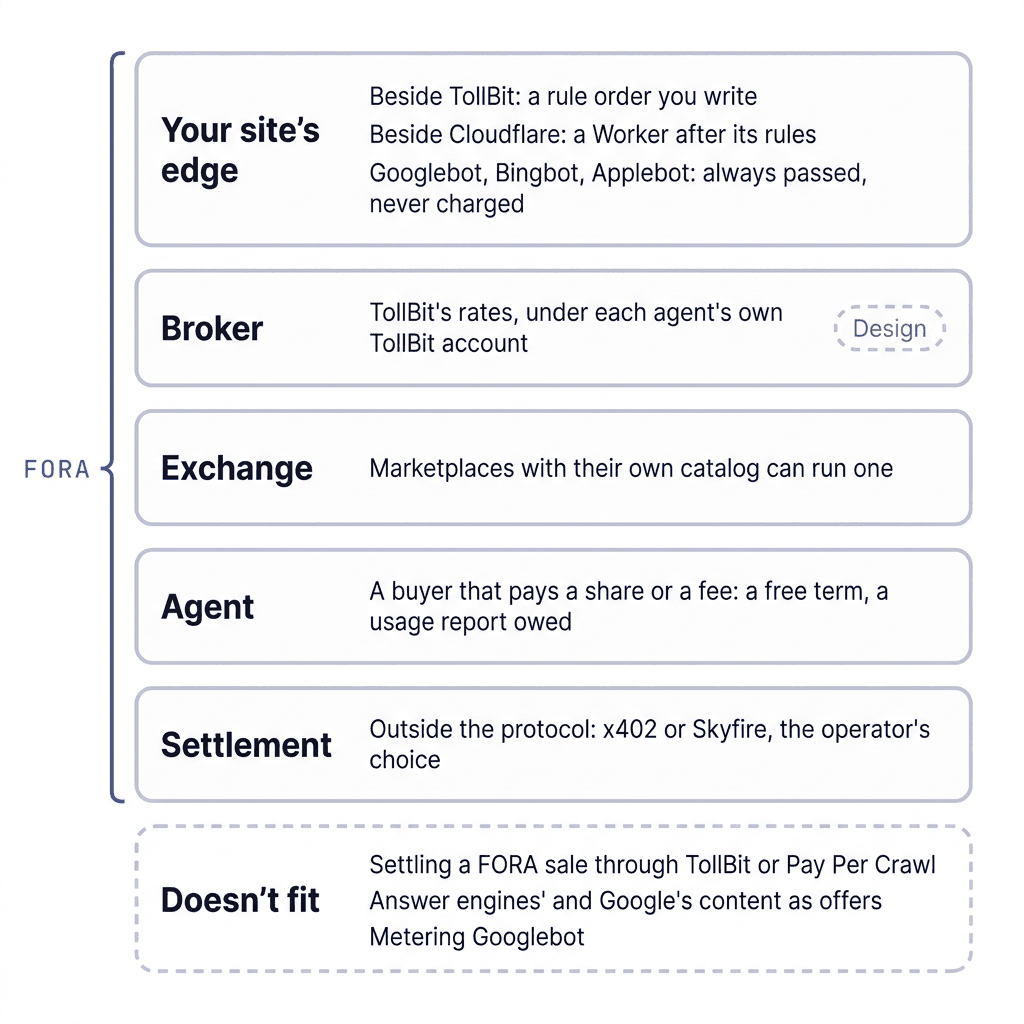 Your site’s
edge
Beside TollBit: a rule order you write
Beside Cloudflare: a Worker after its rules
Googlebot, Bingbot, Applebot: always passed,
never charged
Broker
TollBit's rates, under each agent's own
TollBit account
Design
FORA
Exchange
Marketplaces with their own catalog can run one
Agent
A buyer that pays a share or a fee: a free term, a
usage report owed
Settlement
Outside the protocol: x402 or Skyfire, the operator's
choice
Doesn’t fit
Settling a FORA sale through TollBit or Pay Per Crawl
Answer engines' and Google's content as offers
Metering Googlebot